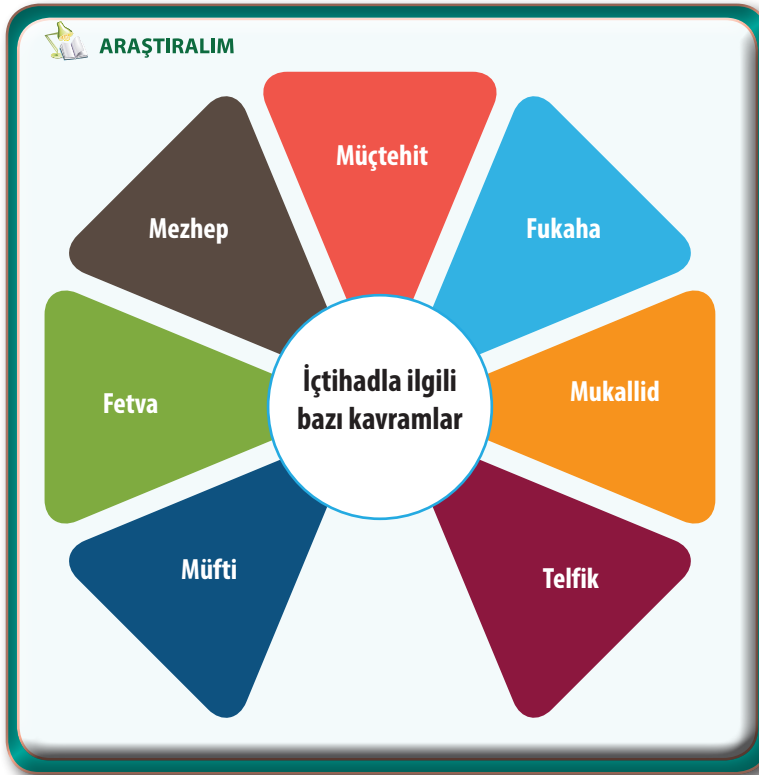 ARAŞTIRALIM
Müçtehit
Mezhep
Fukaha
Fetva
İçtihadla ilgili
bazı kavramlar
Mukallid
Müfti
Telfik